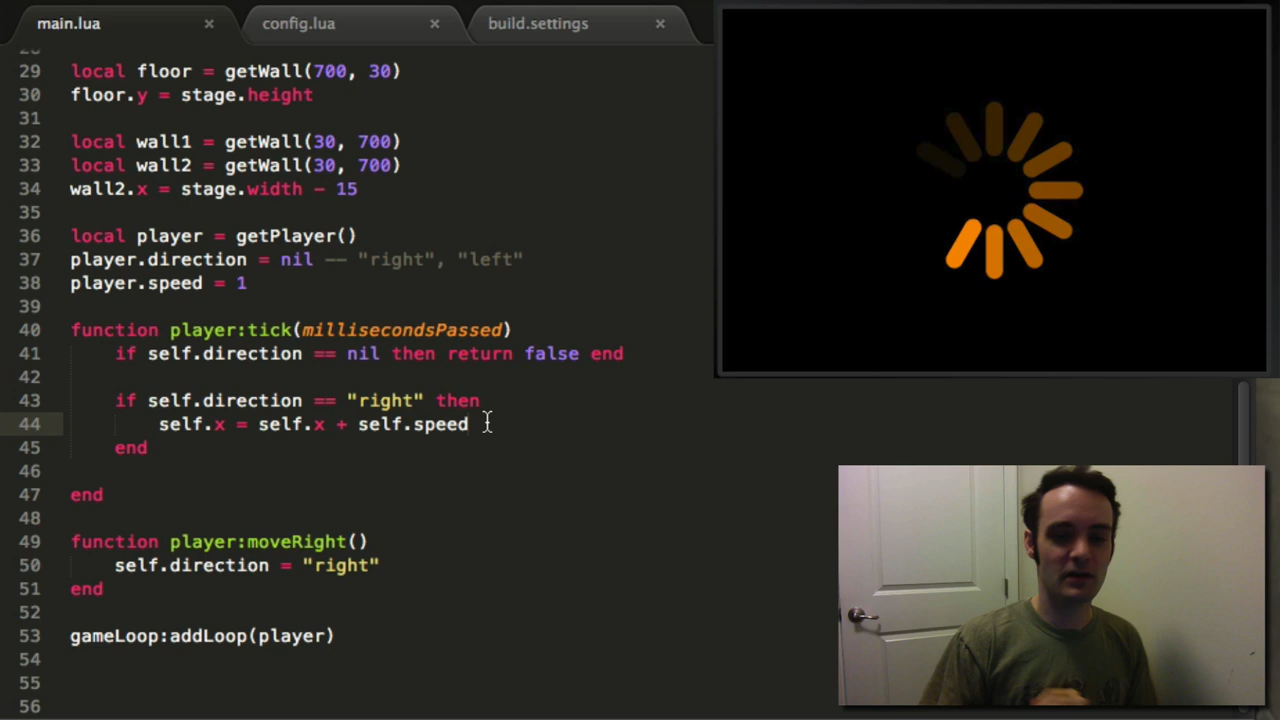 main.lua × config.lua × build.settings ×
28
29 local floor = getWall(700, 30)
30 floor.y = stage.height
31
32 local wall1 = getWall(30, 700)
33 local wall2 = getWall(30, 700)
34 wall2.x = stage.width - 15
35
36 local player = getPlayer()
37 player.direction = nil -- "right", "left"
38 player.speed = 1
39
40 function player:tick(millisecondsPassed)
41 if self.direction == nil then return false end
42
43 if self.direction == "right" then
44 self.x = self.x + self.speed
45 end
46
47 end
48
49 function player:moveRight()
50 self.direction = "right"
51 end
52
53 gameLoop:addLoop(player)
54
55
56